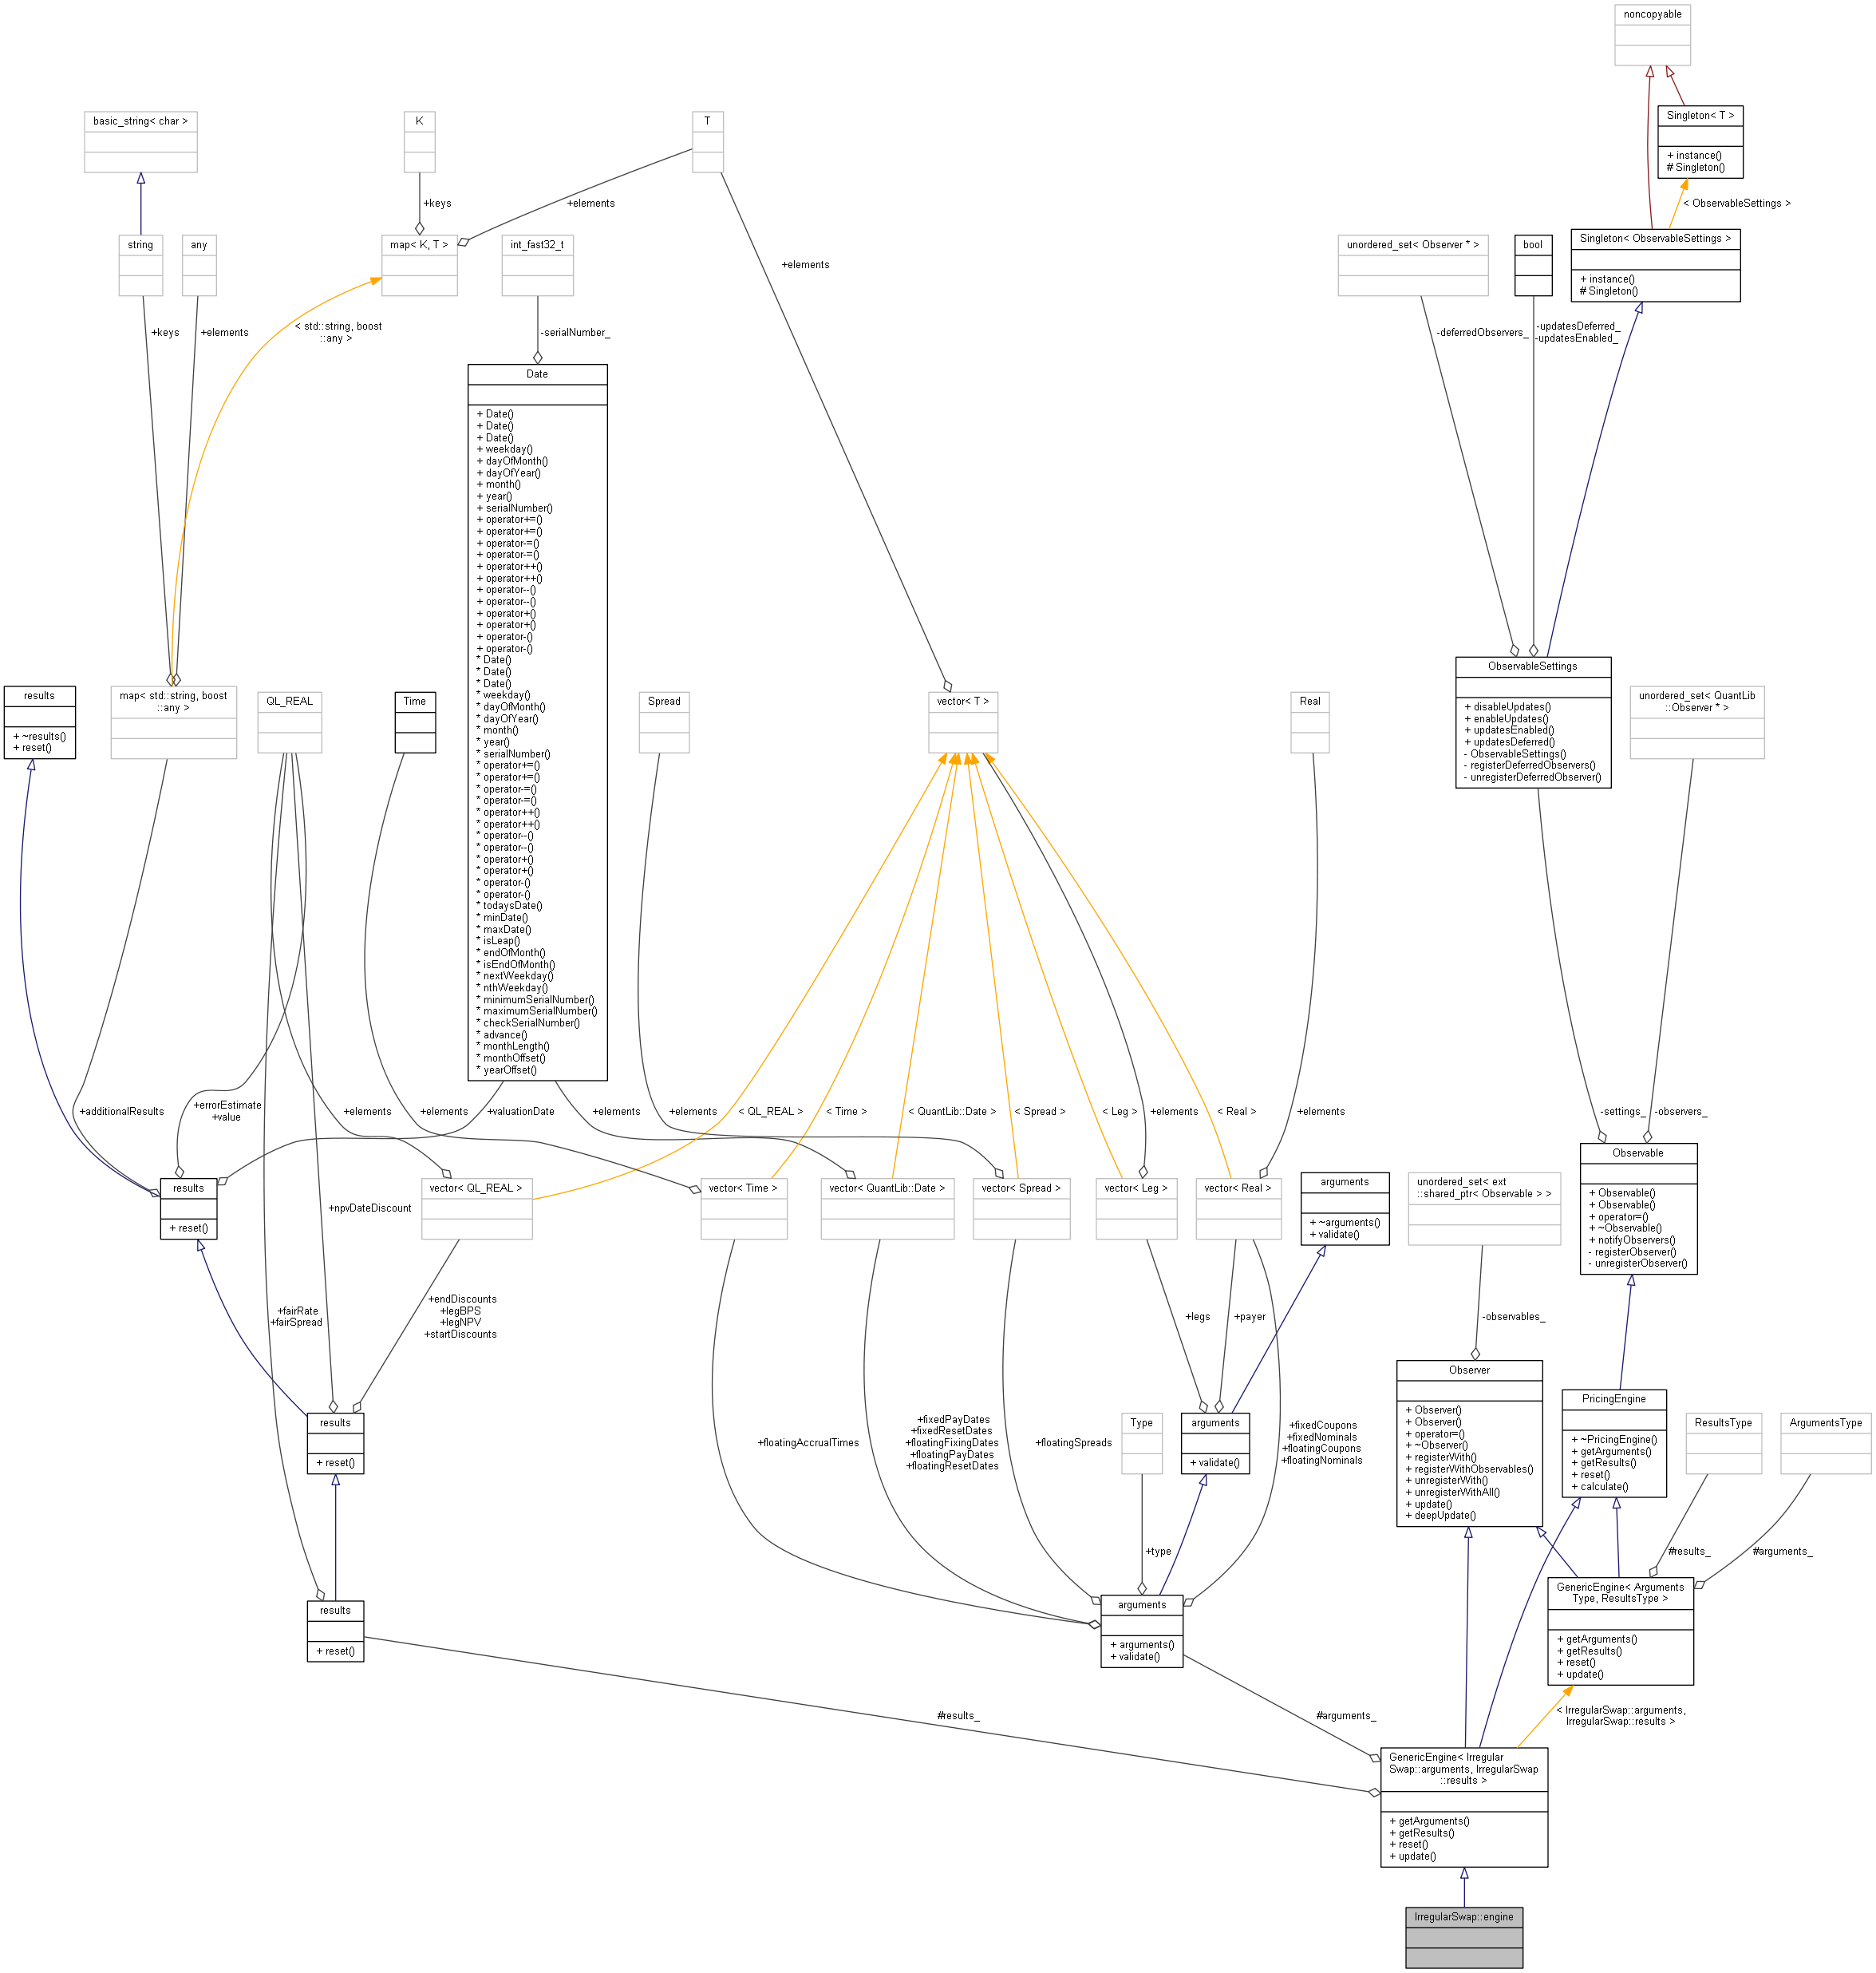 noncopyable
Singleton< T >
+ instance()
# Singleton()
basic_string< char >
K
T
+keys
+elements
< ObservableSettings >
string
any
map< K, T >
int_fast32_t
unordered_set< Observer * >
bool
Singleton< ObservableSettings >
+ instance()
# Singleton()
+elements
+keys
+elements
< std::string, boost
::any >
-serialNumber_
-deferredObservers_
-updatesDeferred_
-updatesEnabled_
Date
+ Date()
+ Date()
+ Date()
+ weekday()
+ dayOfMonth()
+ dayOfYear()
+ month()
+ year()
+ serialNumber()
+ operator+=()
+ operator+=()
+ operator-=()
+ operator-=()
+ operator++()
+ operator++()
+ operator--()
+ operator--()
+ operator+()
+ operator+()
+ operator-()
+ operator-()
* Date()
* Date()
* Date()
* weekday()
* dayOfMonth()
* dayOfYear()
* month()
* year()
* serialNumber()
* operator+=()
* operator+=()
* operator-=()
* operator-=()
* operator++()
* operator++()
* operator--()
* operator--()
* operator+()
* operator+()
* operator-()
* operator-()
* todaysDate()
* minDate()
* maxDate()
* isLeap()
* endOfMonth()
* isEndOfMonth()
* nextWeekday()
* nthWeekday()
* minimumSerialNumber()
* maximumSerialNumber()
* checkSerialNumber()
* advance()
* monthLength()
* monthOffset()
* yearOffset()
results
+ ~results()
+ reset()
map< std::string, boost
::any >
QL_REAL
Time
Spread
vector< T >
Real
ObservableSettings
+ disableUpdates()
+ enableUpdates()
+ updatesEnabled()
+ updatesDeferred()
- ObservableSettings()
- registerDeferredObservers()
- unregisterDeferredObserver()
unordered_set< QuantLib
::Observer * >
+additionalResults
+errorEstimate
+value
+elements
+elements
+valuationDate
+elements
+elements
< QL_REAL >
< Time >
< QuantLib::Date >
< Spread >
< Leg >
+elements
< Real >
+elements
-settings_
-observers_
results
+ reset()
+npvDateDiscount
vector< QL_REAL >
vector< Time >
vector< QuantLib::Date >
vector< Spread >
vector< Leg >
vector< Real >
arguments
+ ~arguments()
+ validate()
unordered_set< ext
::shared_ptr< Observable > >
Observable
+ Observable()
+ Observable()
+ operator=()
+ ~Observable()
+ notifyObservers()
- registerObserver()
- unregisterObserver()
+fairRate
+fairSpread
+endDiscounts
+legBPS
+legNPV
+startDiscounts
+legs
+payer
-observables_
results
+ reset()
+floatingAccrualTimes
+fixedPayDates
+fixedResetDates
+floatingFixingDates
+floatingPayDates
+floatingResetDates
+floatingSpreads
Type
arguments
+ validate()
+fixedCoupons
+fixedNominals
+floatingCoupons
+floatingNominals
Observer
+ Observer()
+ Observer()
+ operator=()
+ ~Observer()
+ registerWith()
+ registerWithObservables()
+ unregisterWith()
+ unregisterWithAll()
+ update()
+ deepUpdate()
PricingEngine
+ ~PricingEngine()
+ getArguments()
+ getResults()
+ reset()
+ calculate()
ResultsType
ArgumentsType
+type
#results_
#arguments_
results
+ reset()
arguments
+ arguments()
+ validate()
GenericEngine< Arguments
Type, ResultsType >
+ getArguments()
+ getResults()
+ reset()
+ update()
#results_
#arguments_
< IrregularSwap::arguments,
IrregularSwap::results >
GenericEngine< Irregular
Swap::arguments, IrregularSwap
::results >
+ getArguments()
+ getResults()
+ reset()
+ update()
IrregularSwap::engine